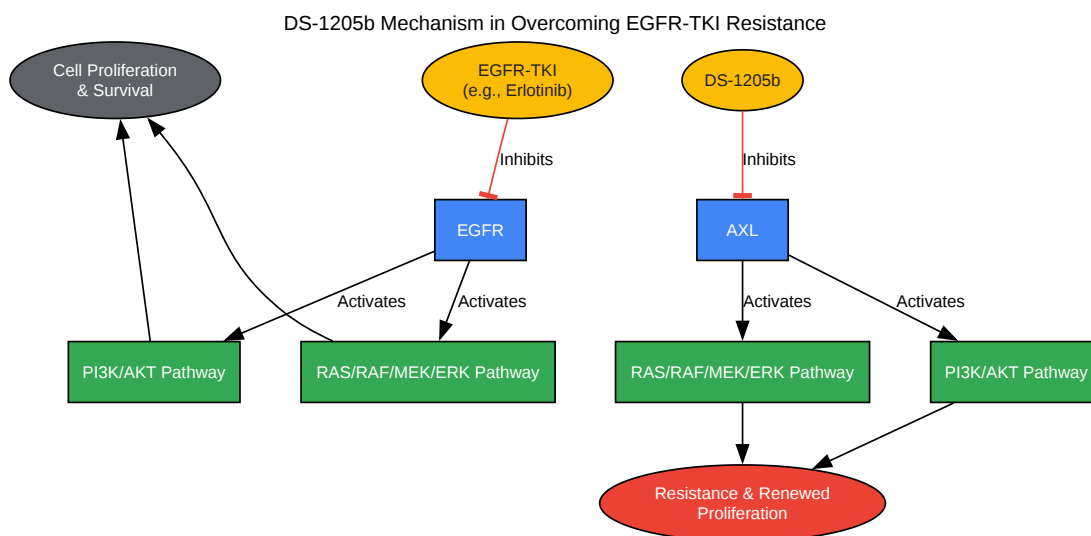 DS-1205b Mechanism in Overcoming EGFR-TKI Resistance
Cell Proliferation
& Survival
EGFR-TKI
(e.g., Erlotinib)
DS-1205b
Inhibits
Inhibits
EGFR
AXL
Activates
Activates
Activates
Activates
PI3K/AKT Pathway
RAS/RAF/MEK/ERK Pathway
RAS/RAF/MEK/ERK Pathway
PI3K/AKT Pathway
Resistance & Renewed
Proliferation